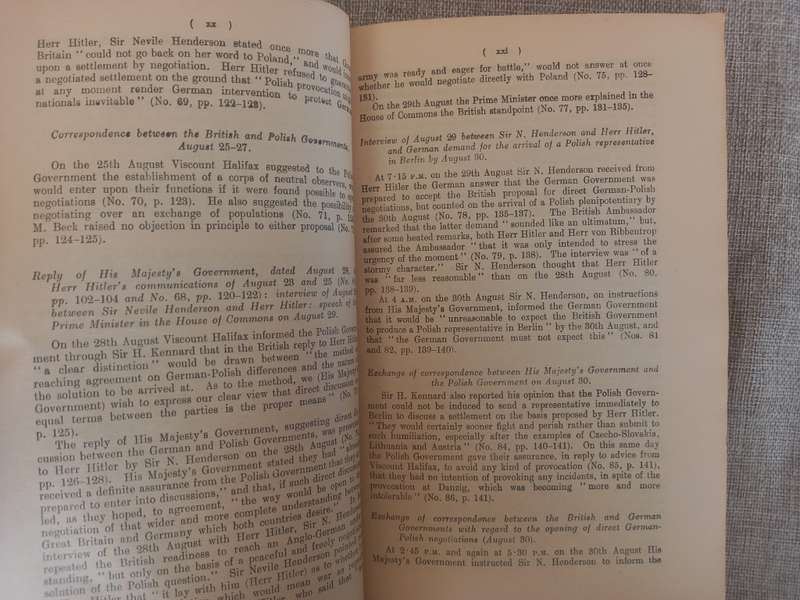 ( xx )
Herr Hitler, Sir Nevile Henderson stated once more that
Britain "could not go back on her word to Poland," and would
upon a settlement by negotiation. Herr Hitler refused to
a negotiated settlement on the ground that "Polish provocation
at any moment render German intervention to protect
nationals inevitable" (No. 69, pp. 122–123).
Correspondence between the British and Polish Governments,
August 25–27.
On the 25th August Viscount Halifax suggested to the
Government the establishment of a corps of neutral observers,
would enter upon their functions if it were found possible to
negotiations (No. 70, p. 123). He also suggested the possibility
negotiating over an exchange of populations (No. 71, p.
M. Beck raised no objection in principle to either proposal
pp. 124–125).
Reply of His Majesty's Government, dated August 28,
Herr Hitler's communications of August 23 and 25
pp. 102–104 and No. 68, pp. 120–122): interview of August
between Sir Nevile Henderson and Herr Hitler: speech of
Prime Minister in the House of Commons on August 29.
On the 28th August Viscount Halifax informed the Polish
ment through Sir H. Kennard that in the British reply to Herr
"a clear distinction" would be drawn between "the method
reaching agreement on German-Polish differences and the nature
the solution to be arrived at. As to the method, we (His Majesty's
Government) wish to express our clear view that direct discussion
equal terms between the parties is the proper means"
p. 125).
The reply of His Majesty's Government, suggesting direct
cussion between the German and Polish Governments, was
to Herr Hitler by Sir N. Henderson on the 28th August
pp. 126–128). His Majesty's Government stated they had
received a definite assurance from the Polish Government that
prepared to enter into discussions," and that, if such direct
led, as they hoped, to agreement, "the way would be open to
negotiation of that wider and more complete understanding between
Great Britain and Germany which both countries desire."
interview of the 28th August with Herr Hitler, Sir N.
repeated the British readiness to reach an Anglo-German
standing, "but only on the basis of a peaceful and freely
solution of the Polish question." Sir Nevile Henderson
Hitler that "it lay with him (Herr Hitler) as to whether
which would mean war
who said that
( xxi )
army was ready and eager for battle," would not answer at once
whether he would negotiate directly with Poland (No. 75, pp. 128–
131).
On the 29th August the Prime Minister once more explained in the
House of Commons the British standpoint (No. 77, pp. 131–135).
Interview of August 29 between Sir N. Henderson and Herr Hitler,
and German demand for the arrival of a Polish representative
in Berlin by August 30.
At 7·15 P.M. on the 29th August Sir N. Henderson received from
Herr Hitler the German answer that the German Government was
prepared to accept the British proposal for direct German-Polish
negotiations, but counted on the arrival of a Polish plenipotentiary by
the 30th August (No. 78, pp. 135–137). The British Ambassador
remarked that the latter demand "sounded like an ultimatum," but,
after some heated remarks, both Herr Hitler and Herr von Ribbentrop
assured the Ambassador "that it was only intended to stress the
urgency of the moment" (No. 79, p. 138). The interview was "of a
stormy character." Sir N. Henderson thought that Herr Hitler
was "far less reasonable" than on the 28th August (No. 80,
pp. 138–139).
At 4 A.M. on the 30th August Sir N. Henderson, on instructions
from His Majesty's Government, informed the German Government
that it would be "unreasonable to expect the British Government
to produce a Polish representative in Berlin" by the 30th August, and
that "the German Government must not expect this" (Nos. 81
and 82, pp. 139–140).
Exchange of correspondence between His Majesty's Government and
the Polish Government on August 30.
Sir H. Kennard also reported his opinion that the Polish Govern-
ment could not be induced to send a representative immediately to
Berlin to discuss a settlement on the basis proposed by Herr Hitler.
"They would certainly sooner fight and perish rather than submit to
such humiliation, especially after the examples of Czecho-Slovakia,
Lithuania and Austria" (No. 84, pp. 140–141). On this same day
the Polish Government gave their assurance, in reply to advice from
Viscount Halifax, to avoid any kind of provocation (No. 85, p. 141),
that they had no intention of provoking any incidents, in spite of the
provocation at Danzig, which was becoming "more and more
intolerable" (No. 86, p. 141).
Exchange of correspondence between the British and German
Governments with regard to the opening of direct German-
Polish negotiations (August 30).
At 2·45 P.M. and again at 5·30 P.M. on the 30th August His
Majesty's Government instructed Sir N. Henderson to inform the